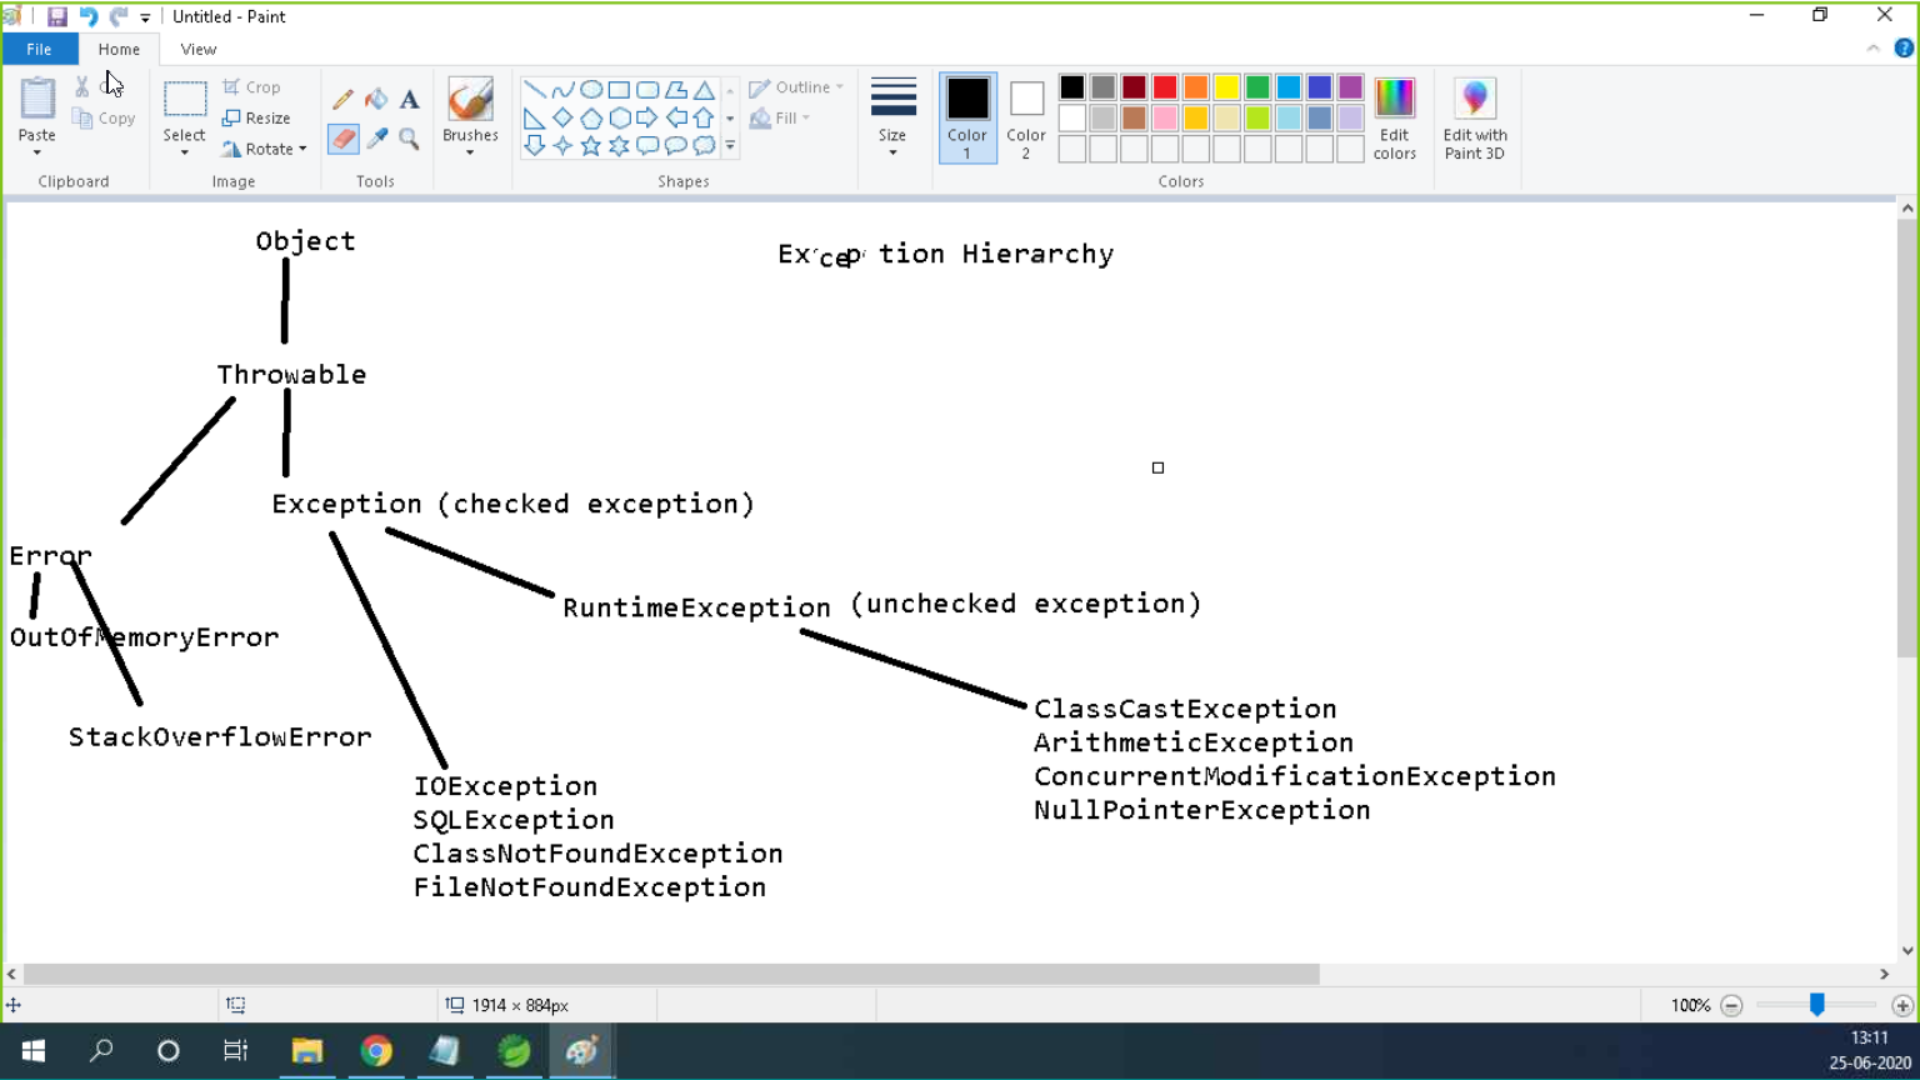 Untitled - Paint
File Home View
Paste
Copy
Clipboard
Select
Crop
Resize
Rotate
Image
Tools
Brushes
Shapes
Outline
Fill
Size
Color 1
Color 2
Colors
Edit colors
Edit with Paint 3D
Object
Exception Hierarchy
Throwable
Exception (checked exception)
Error
RuntimeException (unchecked exception)
OutOfMemoryError
StackOverflowError
ClassCastException
ArithmeticException
ConcurrentModificationException
NullPointerException
IOException
SQLException
ClassNotFoundException
FileNotFoundException
1914 × 884px
100%
13:11
25-06-2020